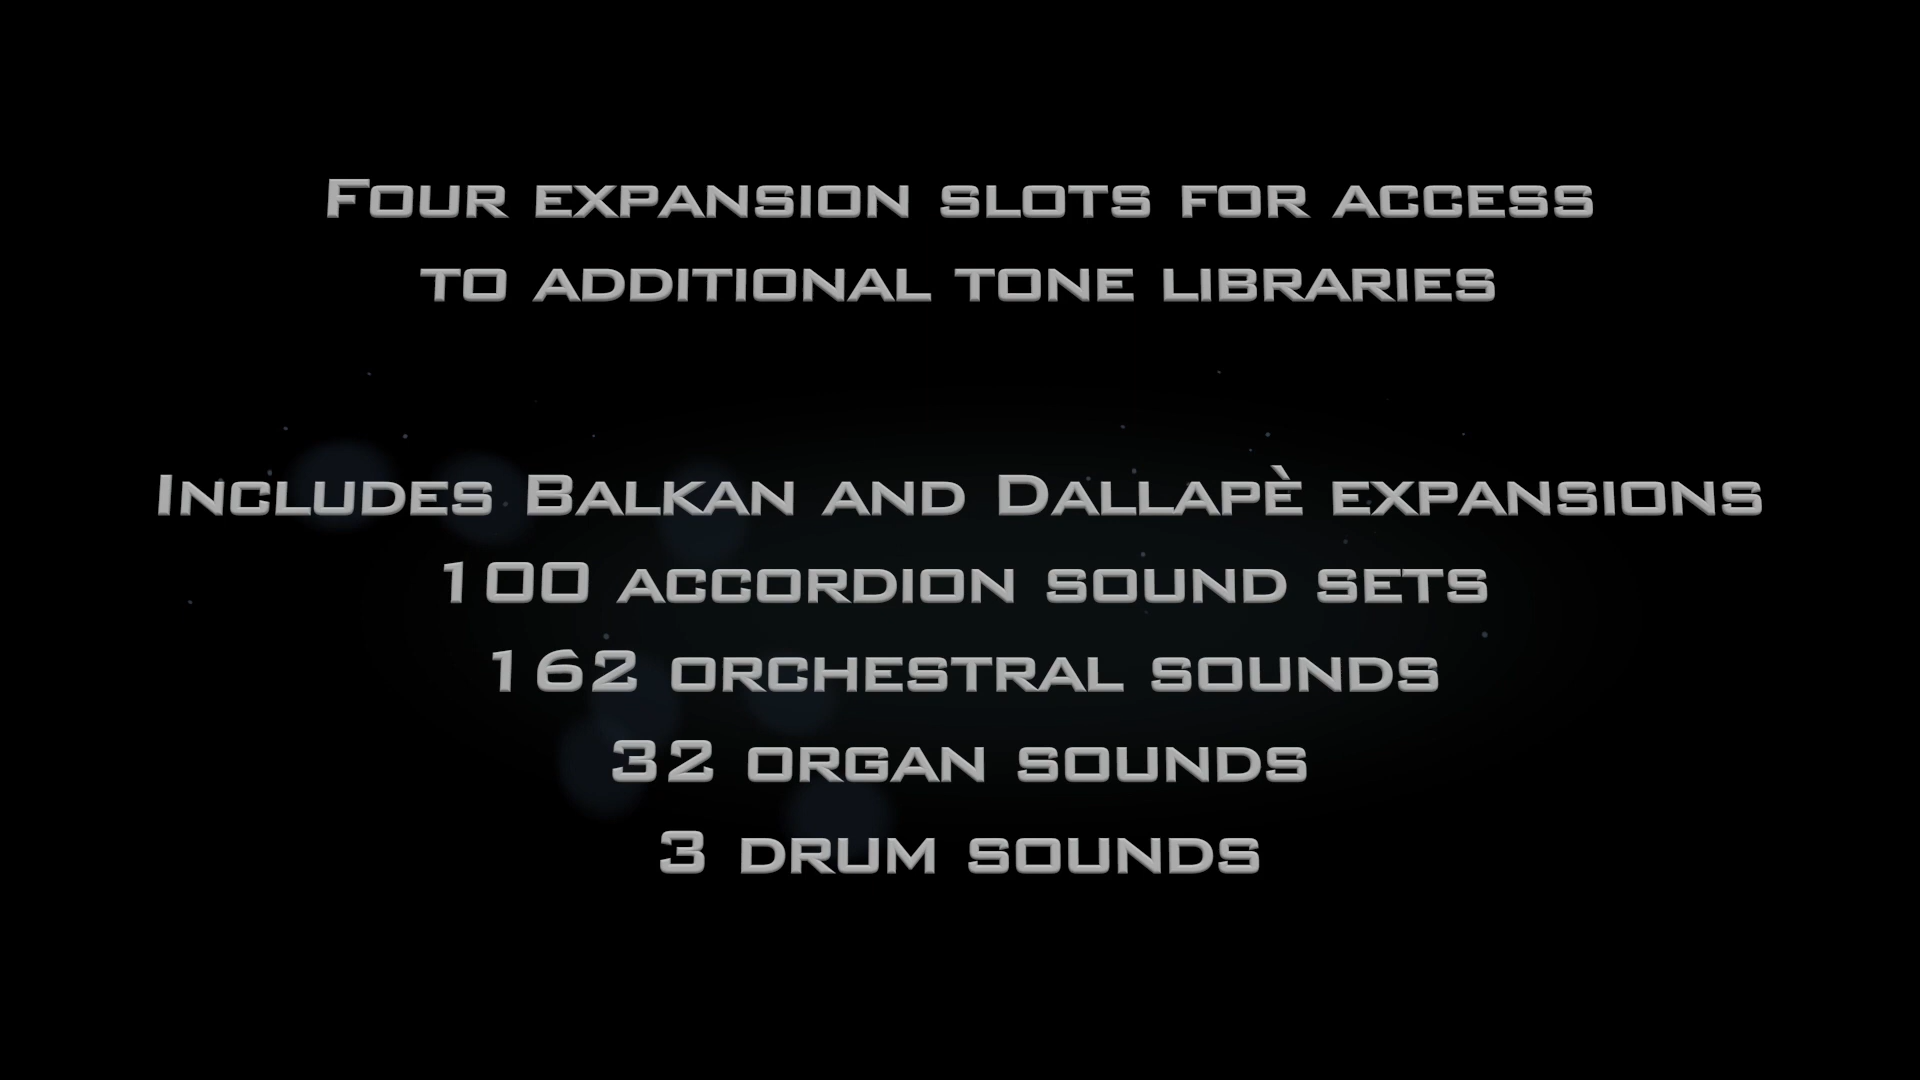 Four expansion slots for access
to additional tone libraries
Includes Balkan and Dallapè expansions
100 accordion sound sets
162 orchestral sounds
32 organ sounds
3 drum sounds